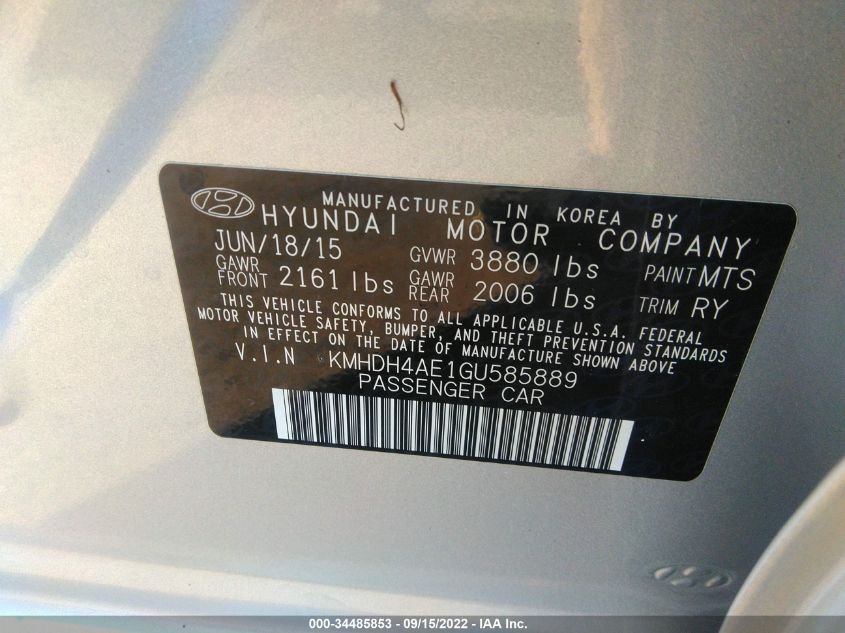 MANUFACTURED IN KOREA BY
HYUNDAI MOTOR COMPANY
JUN/18/15 GVWR 3880 lbs PAINT MTS
GAWR FRONT 2161 lbs GAWR REAR 2006 lbs TRIM RY
THIS VEHICLE CONFORMS TO ALL APPLICABLE U.S.A. FEDERAL
MOTOR VEHICLE SAFETY, BUMPER, AND THEFT PREVENTION STANDARDS
IN EFFECT ON THE DATE OF MANUFACTURE SHOWN ABOVE
V.I.N KMHDH4AE1GU585889
PASSENGER CAR
000-34485853 - 09/15/2022 - IAA Inc.